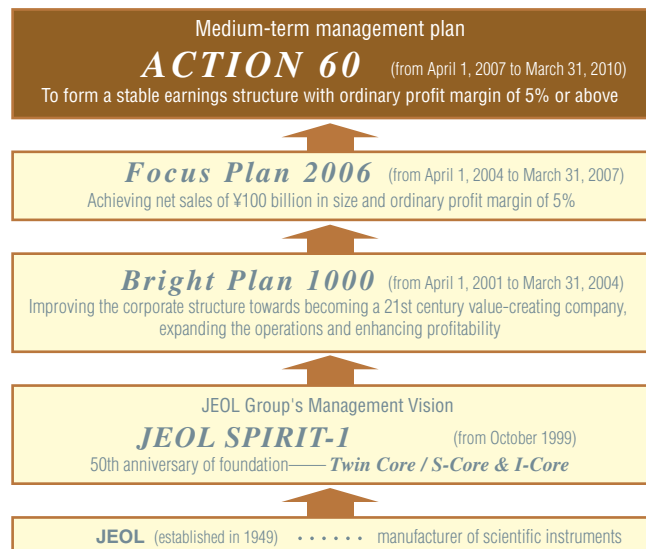 Medium-term management plan
ACTION 60 (from April 1, 2007 to March 31, 2010)
To form a stable earnings structure with ordinary profit margin of 5% or above
Focus Plan 2006 (from April 1, 2004 to March 31, 2007)
Achieving net sales of ¥100 billion in size and ordinary profit margin of 5%
Bright Plan 1000 (from April 1, 2001 to March 31, 2004)
Improving the corporate structure towards becoming a 21st century value-creating company,
expanding the operations and enhancing profitability
JEOL Group's Management Vision
JEOL SPIRIT-1 (from October 1999)
50th anniversary of foundation—— Twin Core / S-Core & I-Core
JEOL (established in 1949) · · · · · · manufacturer of scientific instruments